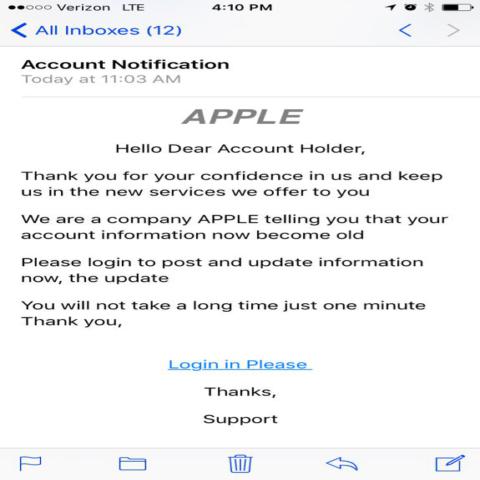 Verizon LTE 4:10 PM
All Inboxes (12)
Account Notification
Today at 11:03 AM
APPLE
Hello Dear Account Holder,
Thank you for your confidence in us and keep
us in the new services we offer to you
We are a company APPLE telling you that your
account information now become old
Please login to post and update information
now, the update
You will not take a long time just one minute
Thank you,
Login in Please
Thanks,
Support